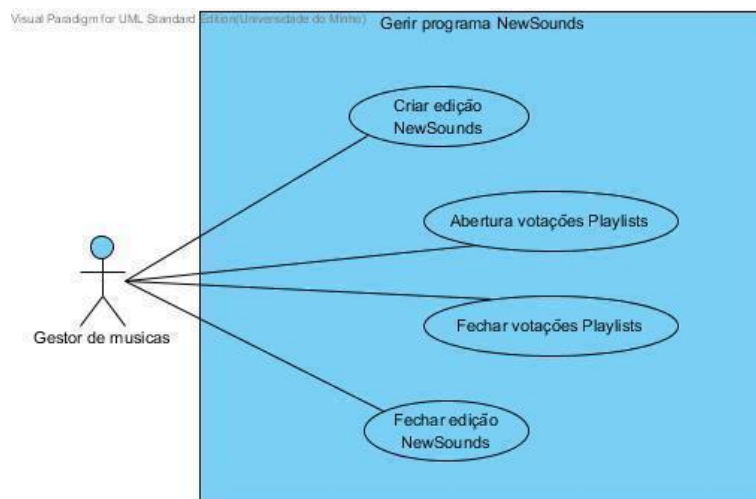 Visual Paradigm for UML Standard Edition(Universidade do Minho)
Gerir programa NewSounds
Criar edição
NewSounds
Abertura votações Playlists
Gestor de musicas
Fechar votações Playlists
Fechar edição
NewSounds